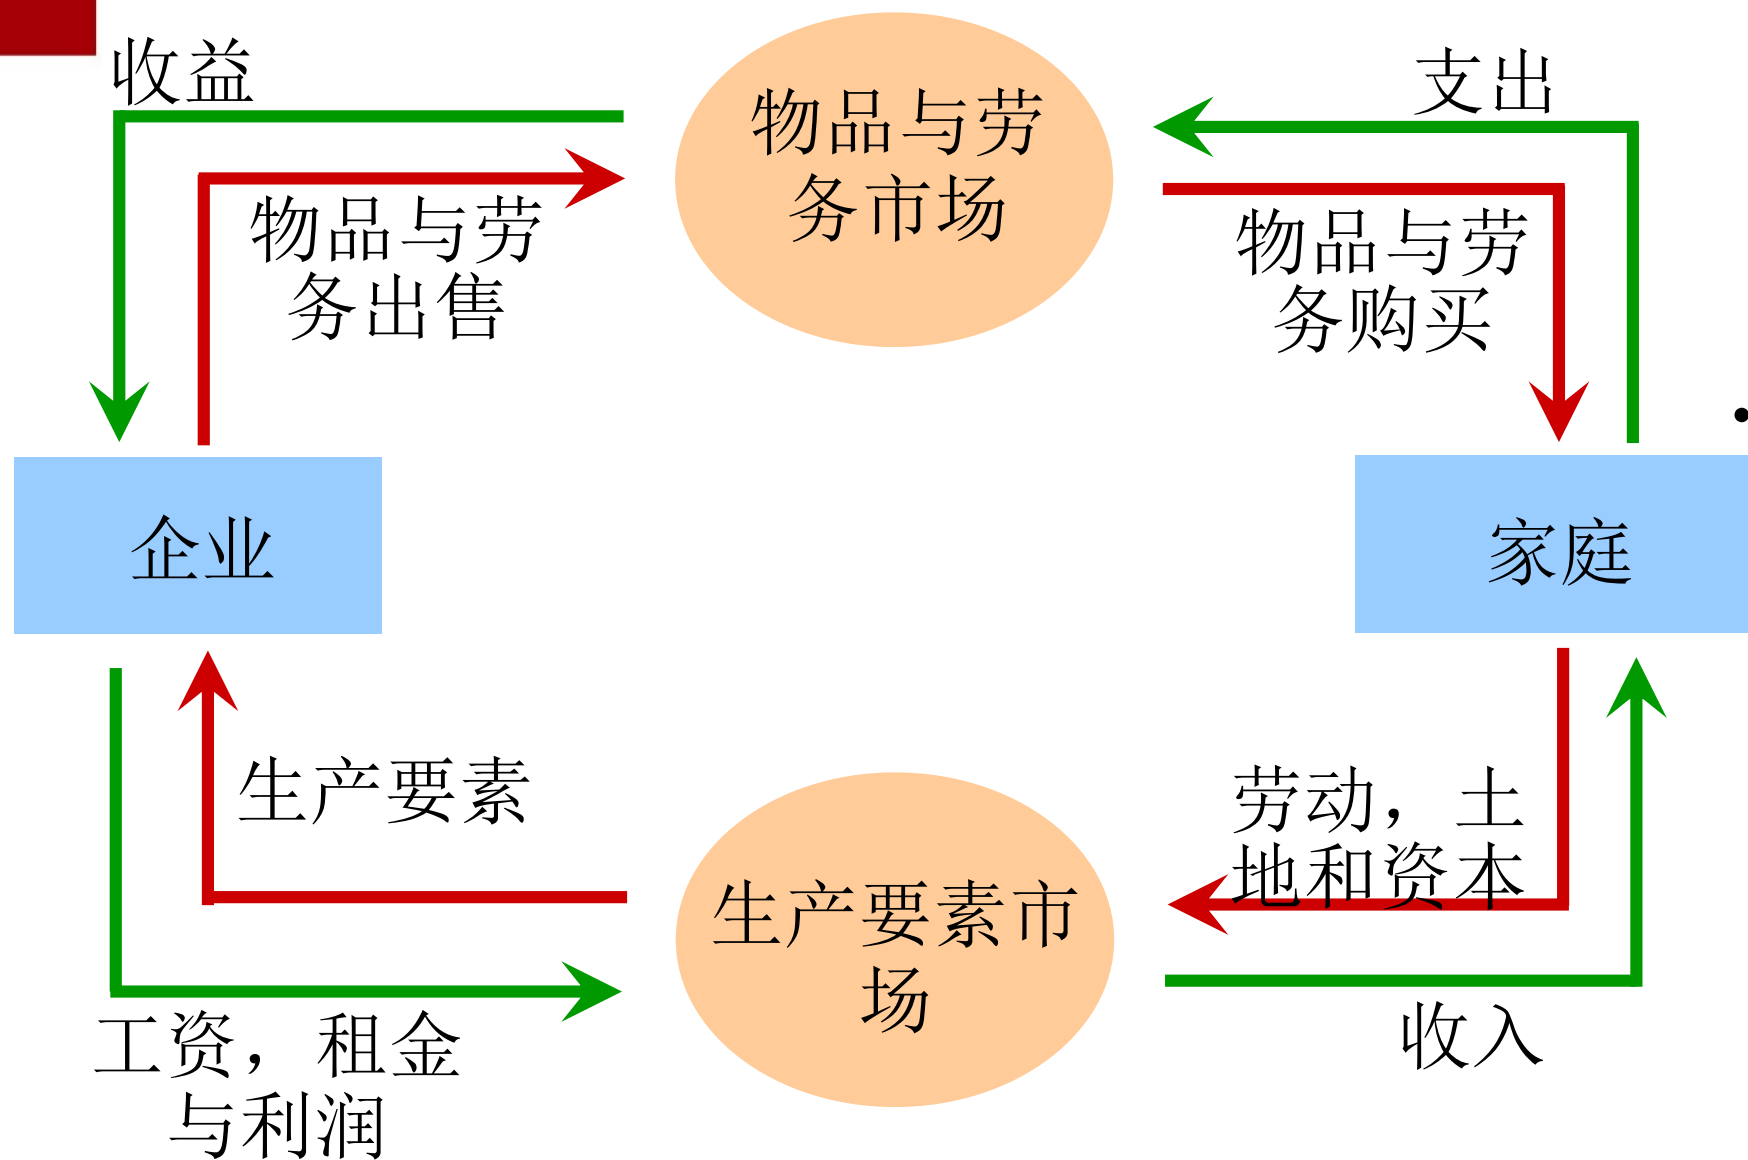 收益
支出
物品与劳
务市场
物品与劳
务出售
物品与劳
务购买
企业
家庭
生产要素
劳动，土
地和资本
生产要素市
场
工资，租金
与利润
收入